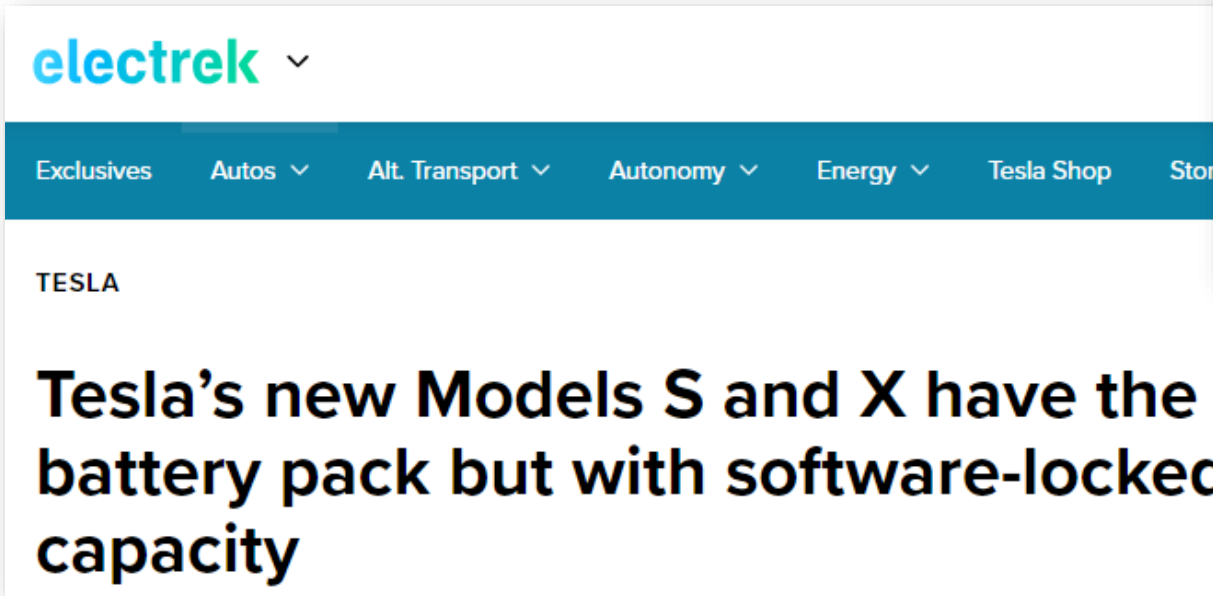 electrek
Exclusives Autos Alt. Transport Autonomy Energy Tesla Shop Stor
TESLA
Tesla’s new Models S and X have the
battery pack but with software-locked
capacity